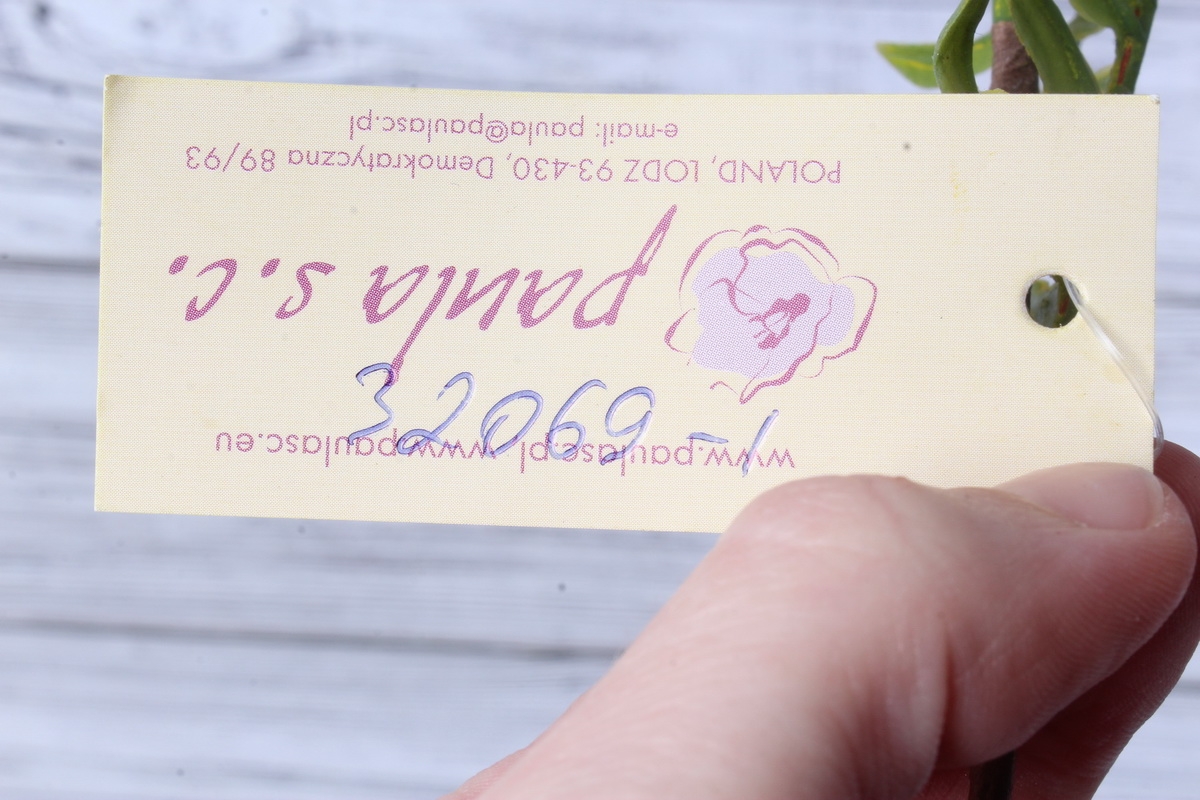 www.paulasc.pl www.paulasc.eu
paula s.c.
POLAND, LODZ 93-430, Demokratyczna 89/93
e-mail: paula@paulasc.pl
32069-1